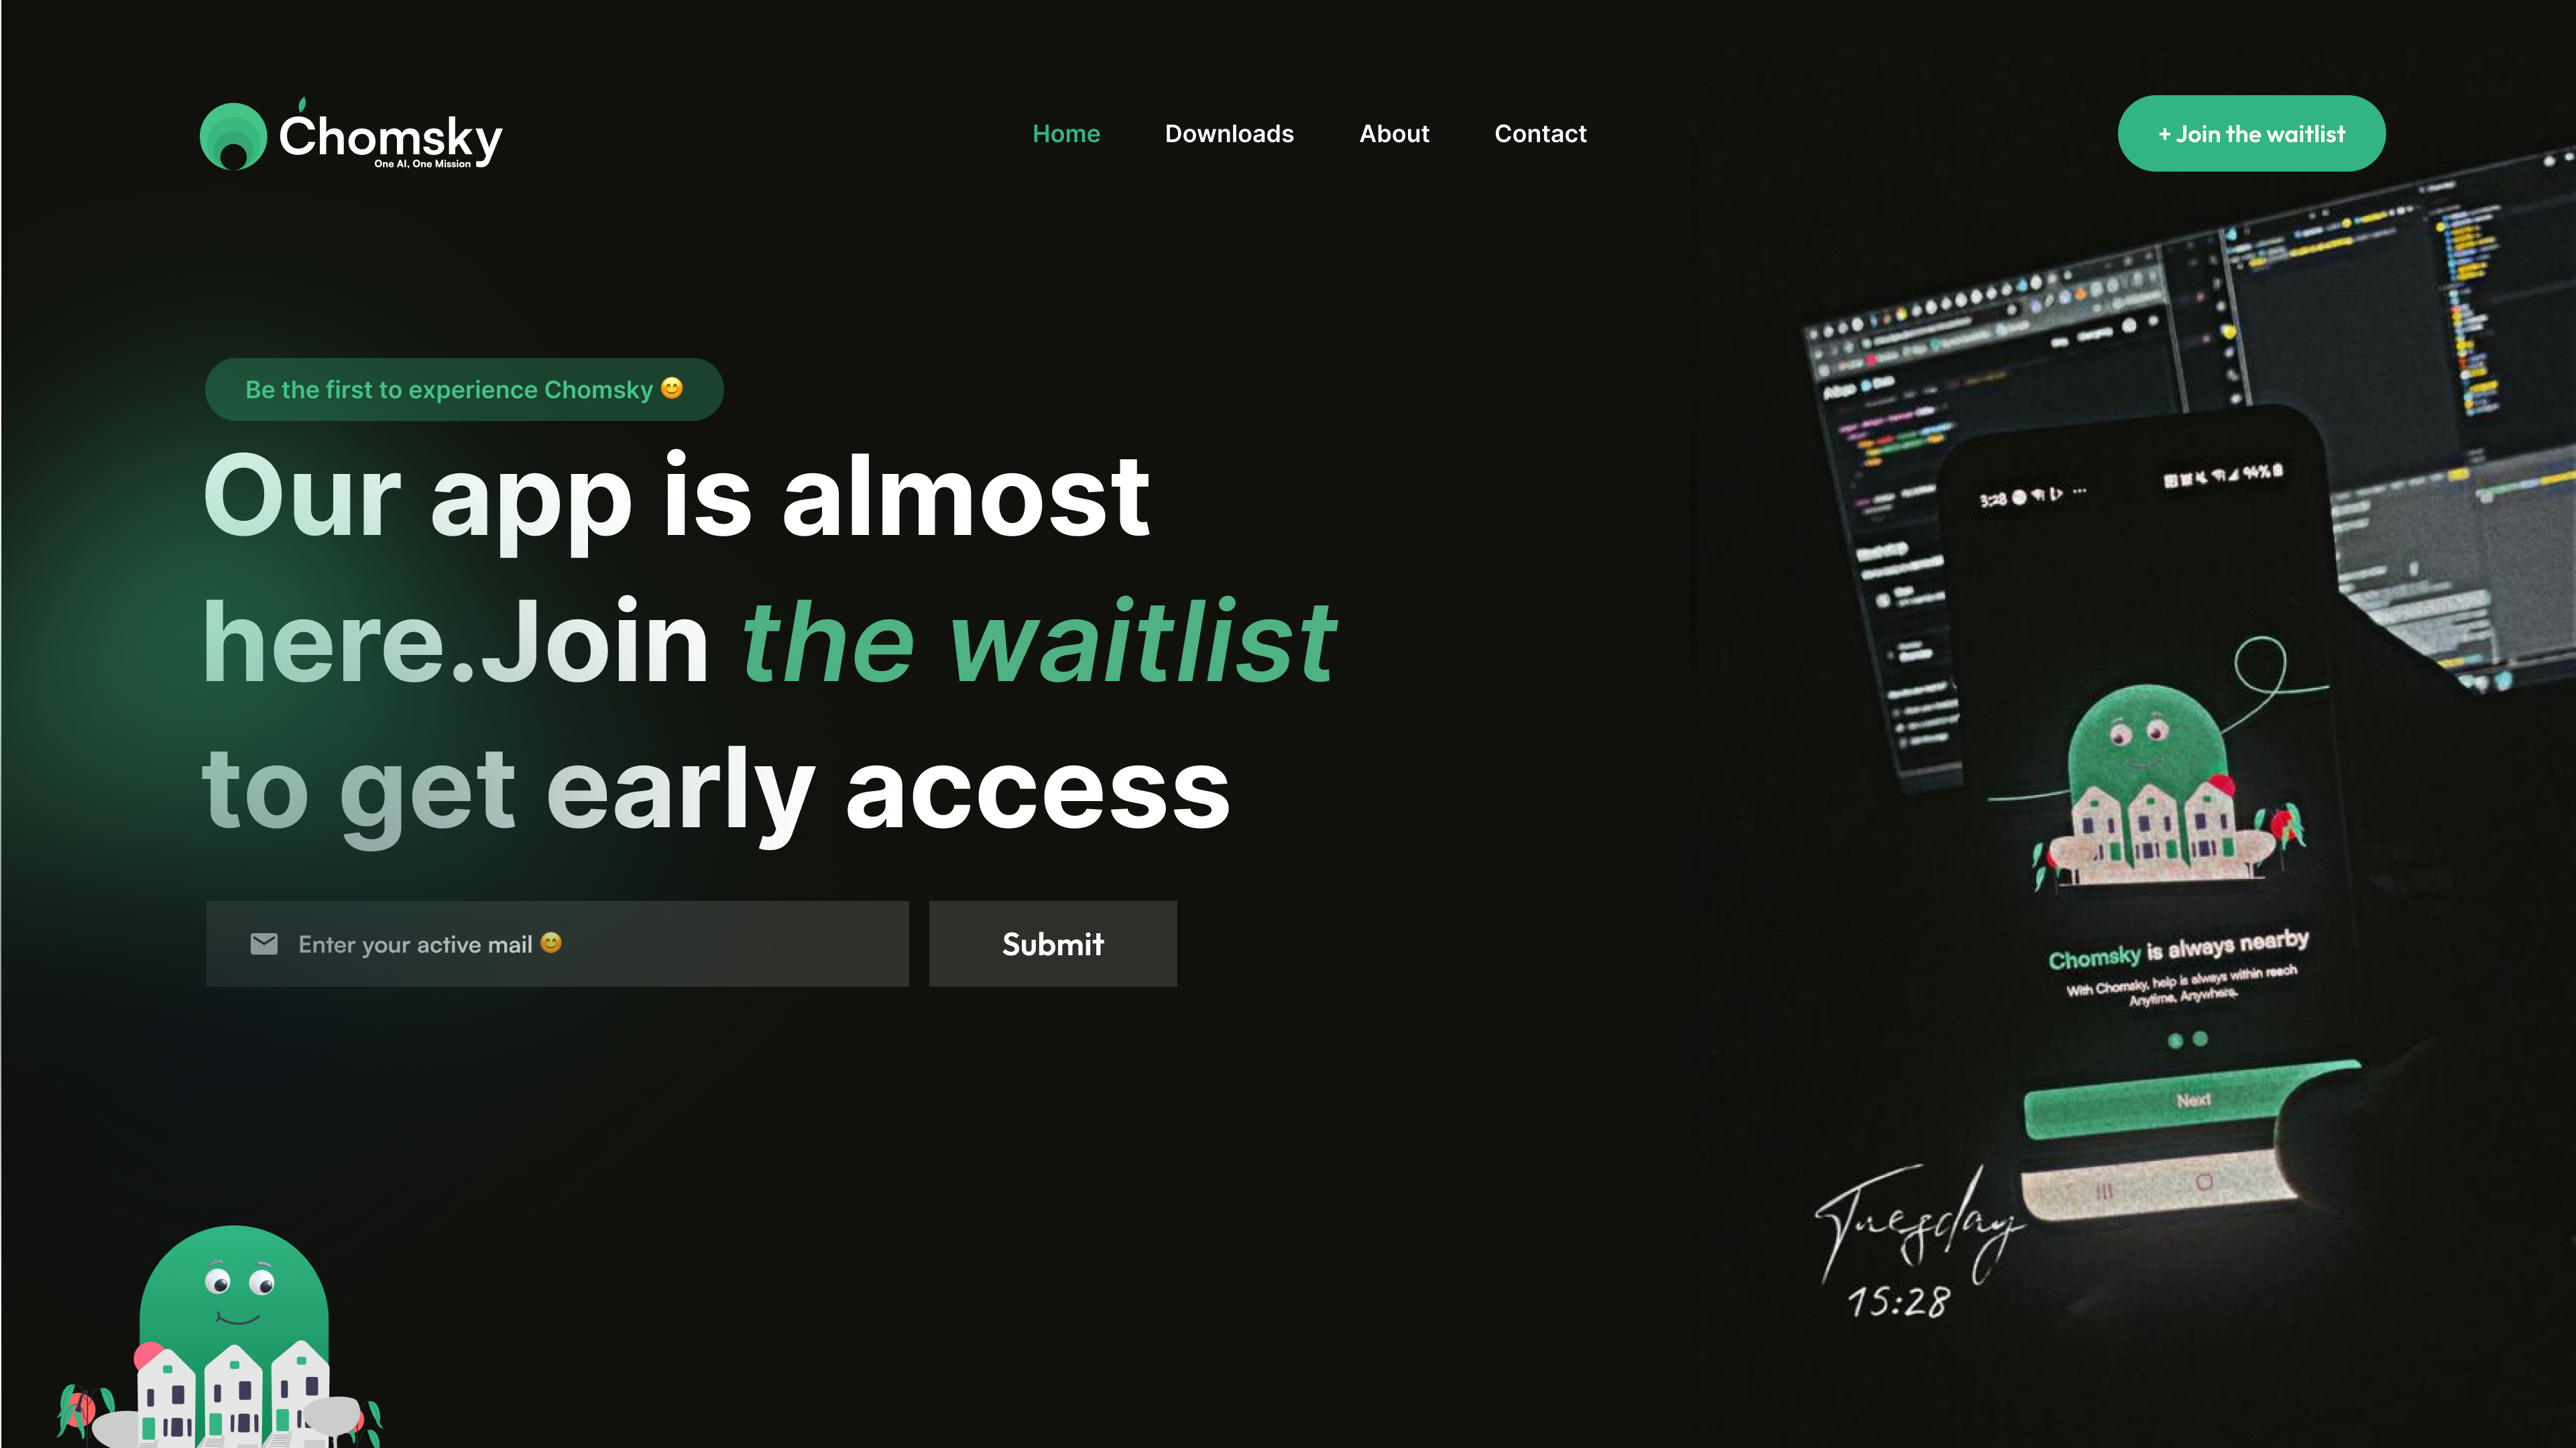 Chomsky
One AI, One Mission
Home Downloads About Contact
+ Join the waitlist
Be the first to experience Chomsky 😊
Our app is almost
here.Join the waitlist
to get early access
Enter your active mail 😊
Submit
3:28
94%
Chomsky is always nearby
With Chomsky, help is always within reach
Anytime, Anywhere.
Next
Tuesday
15:28